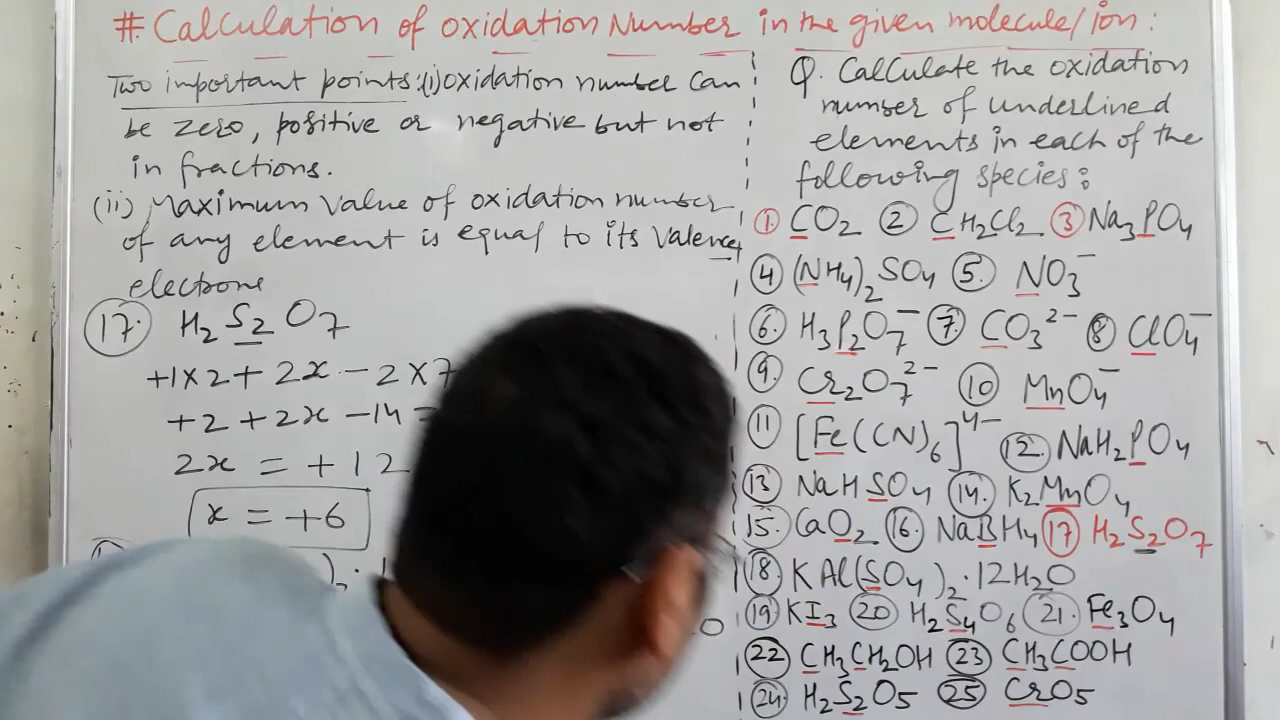 # Calculation of oxidation Number in the given molecule/ion:
Two important points: (i) oxidation number can
be zero, positive or negative but not
in fractions.
(ii) Maximum value of oxidation number
of any element is equal to its valence
electrons
17. H2S2O7
+1×2 + 2x - 2×7
+2 + 2x - 14 =
2x = +12
x = +6
)2.1
O
Q. Calculate the oxidation
number of underlined
elements in each of the
following species:
1. CO2 2 CH2Cl2 3 Na3PO4
4 (NH4)2SO4 5. NO3-
6. H3P2O7- 7. CO3 2- 8 ClO4-
9 Cr2O7 2- 10 MnO4-
11 [Fe(CN)6]4- 12. NaH2PO4
13 NaHSO4 14. K2MnO4
15. CaO2 16. NaBH4 17 H2S2O7
18. KAl(SO4)2.12H2O
19 KI3 20 H2S4O6 21. Fe3O4
22 CH3CH2OH 23 CH3COOH
24. H2S2O5 25 CrO5